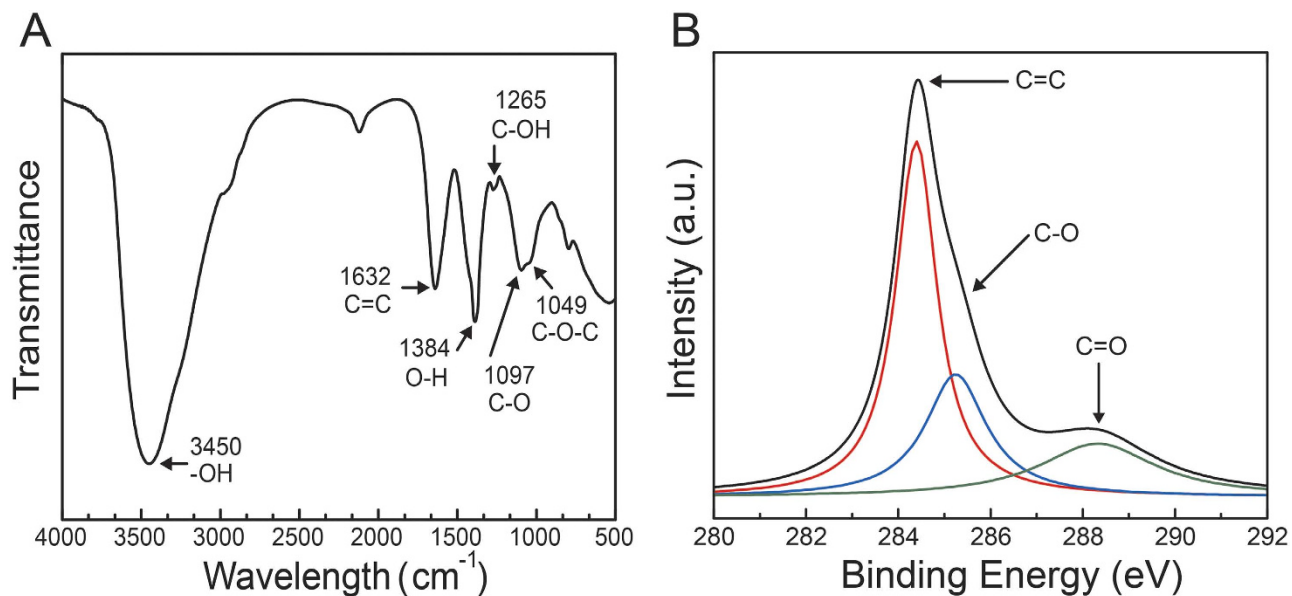 A
Transmittance
1265
C-OH
1632
C=C
1384
O-H
1097
C-O
1049
C-O-C
3450
-OH
4000 3500 3000 2500 2000 1500 1000 500
Wavelength (cm⁻¹)
B
Intensity (a.u.)
C=C
C-O
C=O
280 282 284 286 288 290 292
Binding Energy (eV)